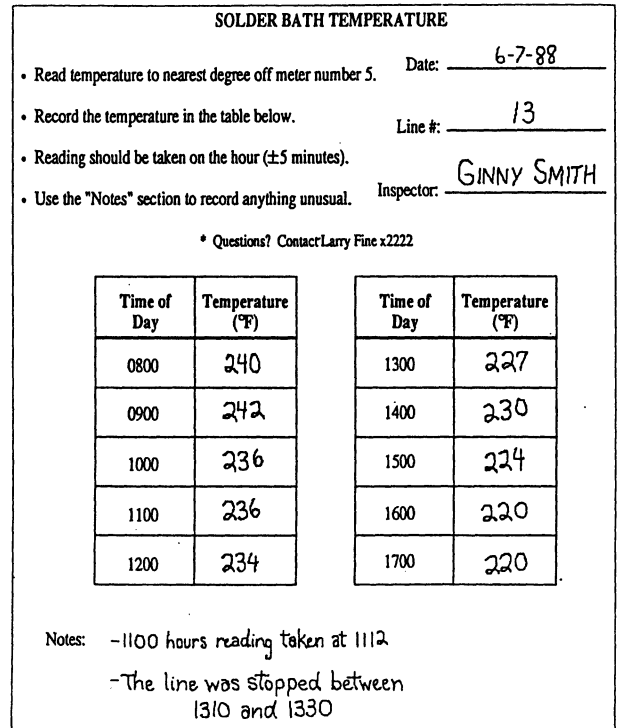 SOLDER BATH TEMPERATURE
• Read temperature to nearest degree off meter number 5.
Date: 6-7-88
• Record the temperature in the table below.
Line #: 13
• Reading should be taken on the hour (±5 minutes).
• Use the "Notes" section to record anything unusual.
Inspector: GINNY SMITH
* Questions? Contact Larry Fine x2222
Time of Day Temperature (°F)
0800 240
0900 242
1000 236
1100 236
1200 234
Time of Day Temperature (°F)
1300 227
1400 230
1500 224
1600 220
1700 220
Notes: -1100 hours reading taken at 1112
-The line was stopped between
1310 and 1330